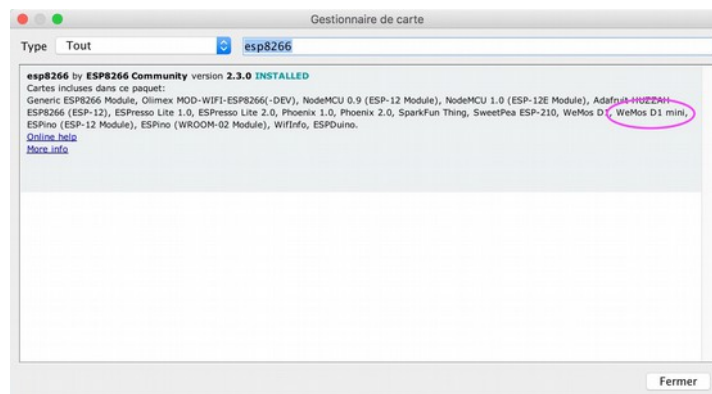 Gestionnaire de carte
Type Tout esp8266
esp8266 by ESP8266 Community version 2.3.0 INSTALLED
Cartes incluses dans ce paquet:
Generic ESP8266 Module, Olimex MOD-WIFI-ESP8266(-DEV), NodeMCU 0.9 (ESP-12 Module), NodeMCU 1.0 (ESP-12E Module), Adafruit HUZZAH
ESP8266 (ESP-12), ESPresso Lite 1.0, ESPresso Lite 2.0, Phoenix 1.0, Phoenix 2.0, SparkFun Thing, SweetPea ESP-210, WeMos D1, WeMos D1 mini,
ESPino (ESP-12 Module), ESPino (WROOM-02 Module), WifInfo, ESPDuino.
Online help
More info
Fermer